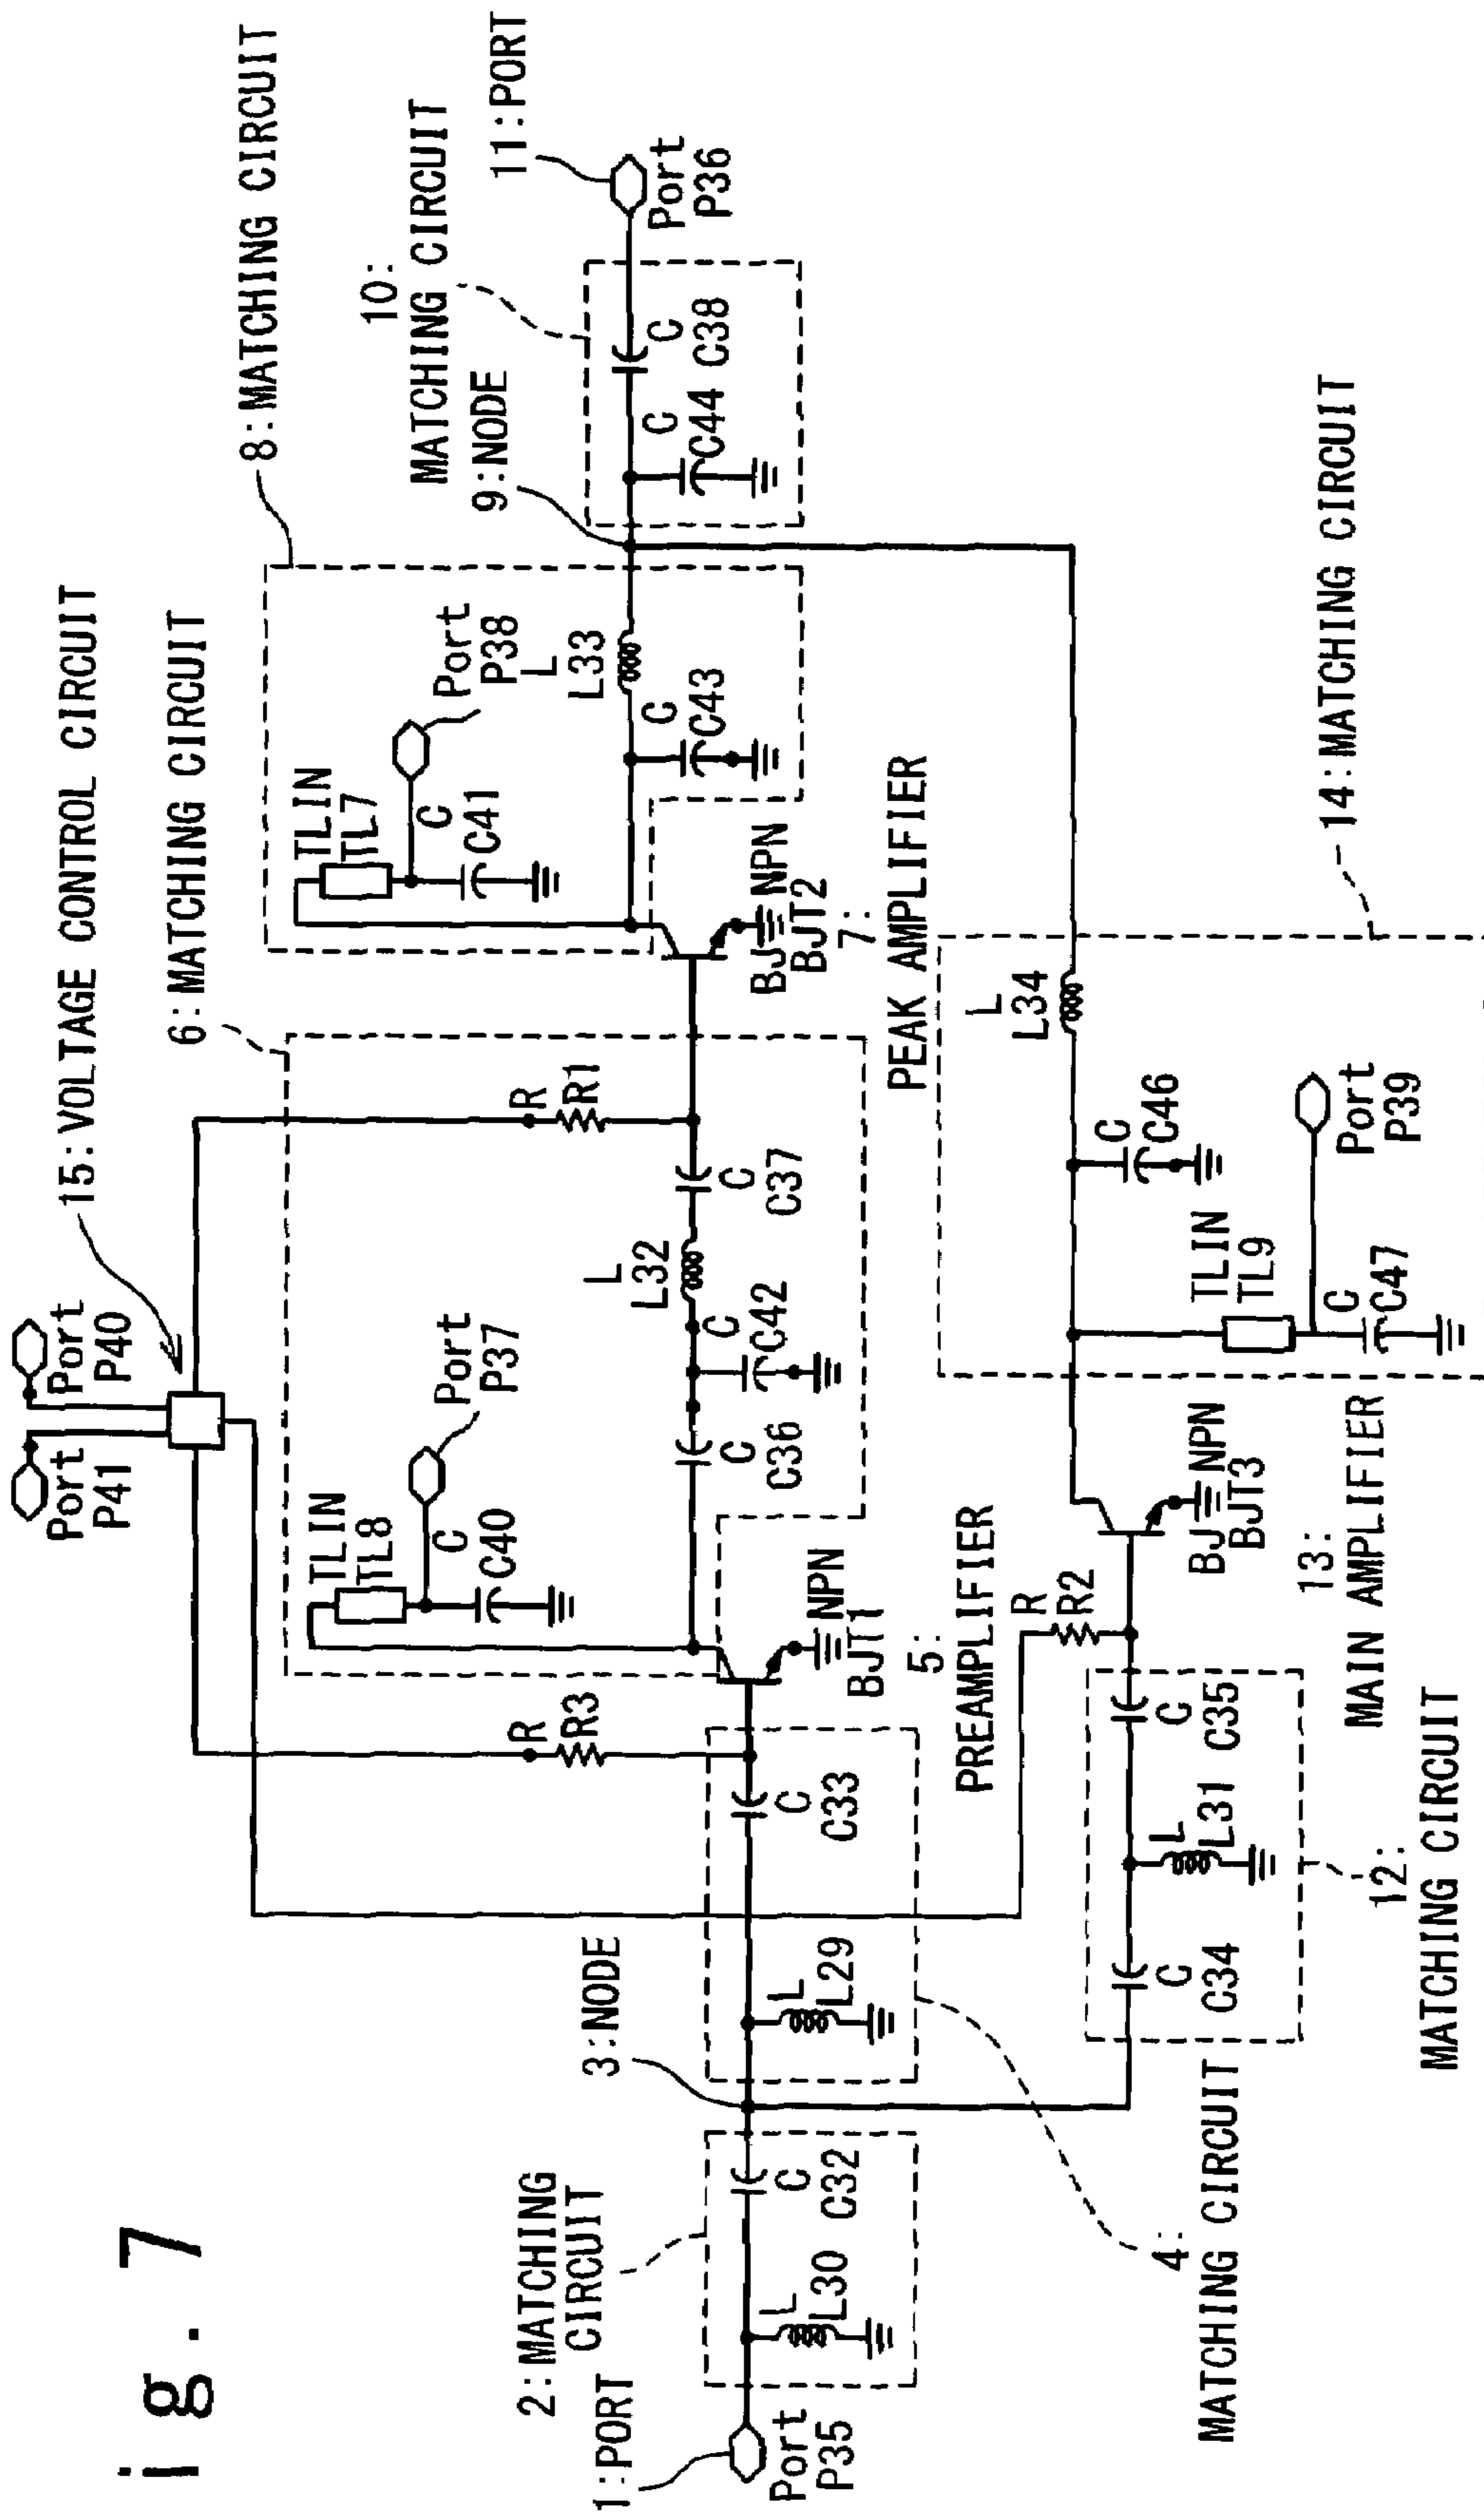 ig. 7
15:VOLTAGE CONTROL CIRCUIT
Port
P41
Port
P40
6:MATCHING CIRCUIT
8:MATCHING CIRCUIT
10:
MATCHING CIRCUIT
11:PORT
9:NODE
TLIN
TL8
C
C40
Port
P37
TLIN
TL7
C
C41
Port
P38
L
L33
C
C43
C
C44
C
C38
Port
P36
R
R3
R
R1
2:MATCHING
CIRCUIT
1:PORT
3:NODE
L
L32
C
C36
C
C42
C
C37
Port
P35
L
L30
C
C32
L
L29
C
C33
NPN
BJT1
5:
PREAMPLIFIER
BJ NPN
BJT2
7:
PEAK AMPLIFIER
R
R2
L
L34
C
C46
4:
MATCHING CIRCUIT
C
C34
L
L31
C
C35
BJ NPN
BJT3
13:
MAIN AMPLIFIER
TLIN
TL9
C
C47
Port
P39
14:MATCHING CIRCUIT
12:
MATCHING CIRCUIT